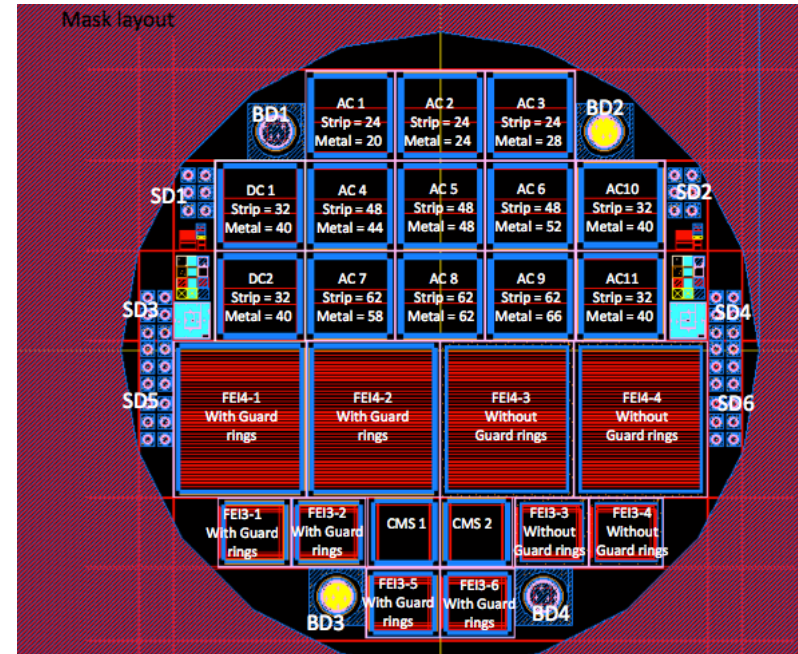 Mask layout
BD1
AC 1
Strip = 24
Metal = 20
AC 2
Strip = 24
Metal = 24
AC 3
Strip = 24
Metal = 28
BD2
SD1
DC 1
Strip = 32
Metal = 40
AC 4
Strip = 48
Metal = 44
AC 5
Strip = 48
Metal = 48
AC 6
Strip = 48
Metal = 52
AC10
Strip = 32
Metal = 40
SD2
SD3
DC2
Strip = 32
Metal = 40
AC 7
Strip = 62
Metal = 58
AC 8
Strip = 62
Metal = 62
AC 9
Strip = 62
Metal = 66
AC11
Strip = 32
Metal = 40
SD4
SD5
FEI4-1
With Guard
rings
FEI4-2
With Guard
rings
FEI4-3
Without
Guard rings
FEI4-4
Without
Guard rings
SD6
FEI3-1
With Guard
rings
FEI3-2
With Guard
rings
CMS 1
CMS 2
FEI3-3
Without
Guard rings
FEI3-4
Without
Guard rings
BD3
FEI3-5
With Guard
rings
FEI3-6
With Guard
rings
BD4